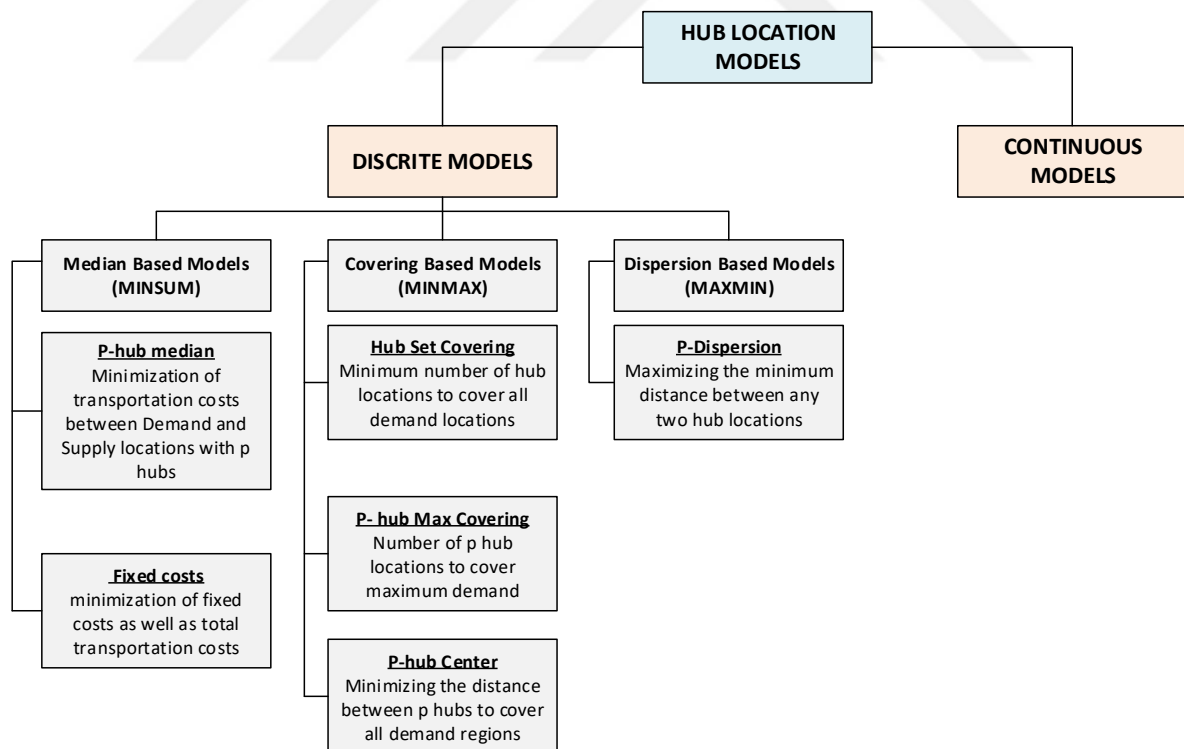 HUB LOCATION
MODELS
DISCRITE MODELS
CONTINUOUS
MODELS
Median Based Models
(MINSUM)
Covering Based Models
(MINMAX)
Dispersion Based Models
(MAXMIN)
P-hub median
Minimization of
transportation costs
between Demand and
Supply locations with p
hubs
Hub Set Covering
Minimum number of hub
locations to cover all
demand locations
P-Dispersion
Maximizing the minimum
distance between any
two hub locations
P- hub Max Covering
Number of p hub
locations to cover
maximum demand
Fixed costs
minimization of fixed
costs as well as total
transportation costs
P-hub Center
Minimizing the distance
between p hubs to cover
all demand regions